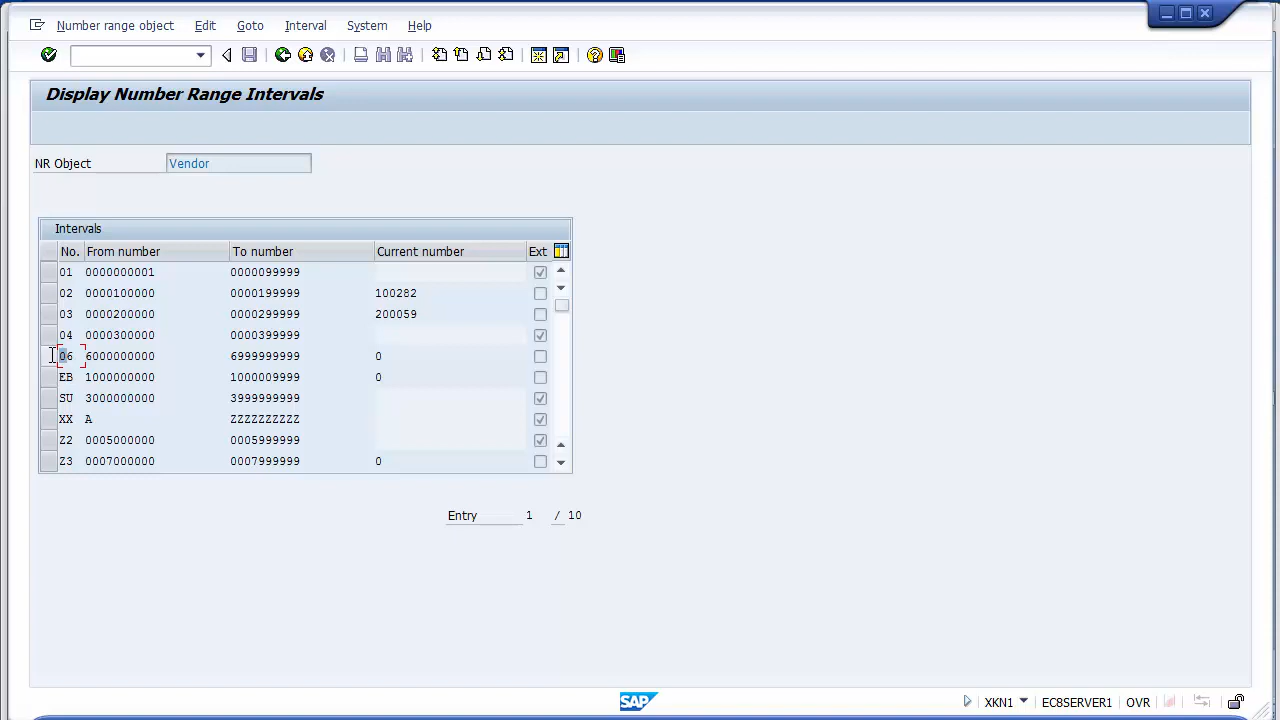 Number range object Edit Goto Interval System Help
Display Number Range Intervals
NR Object Vendor
Intervals
No. From number To number Current number Ext
01 0000000001 0000099999
02 0000100000 0000199999 100282
03 0000200000 0000299999 200059
04 0000300000 0000399999
06 6000000000 6999999999 0
EB 1000000000 1000009999 0
SU 3000000000 3999999999
XX A ZZZZZZZZZZ
Z2 0005000000 0005999999
Z3 0007000000 0007999999 0
Entry 1 / 10
SAP XKN1 EC8SERVER1 OVR